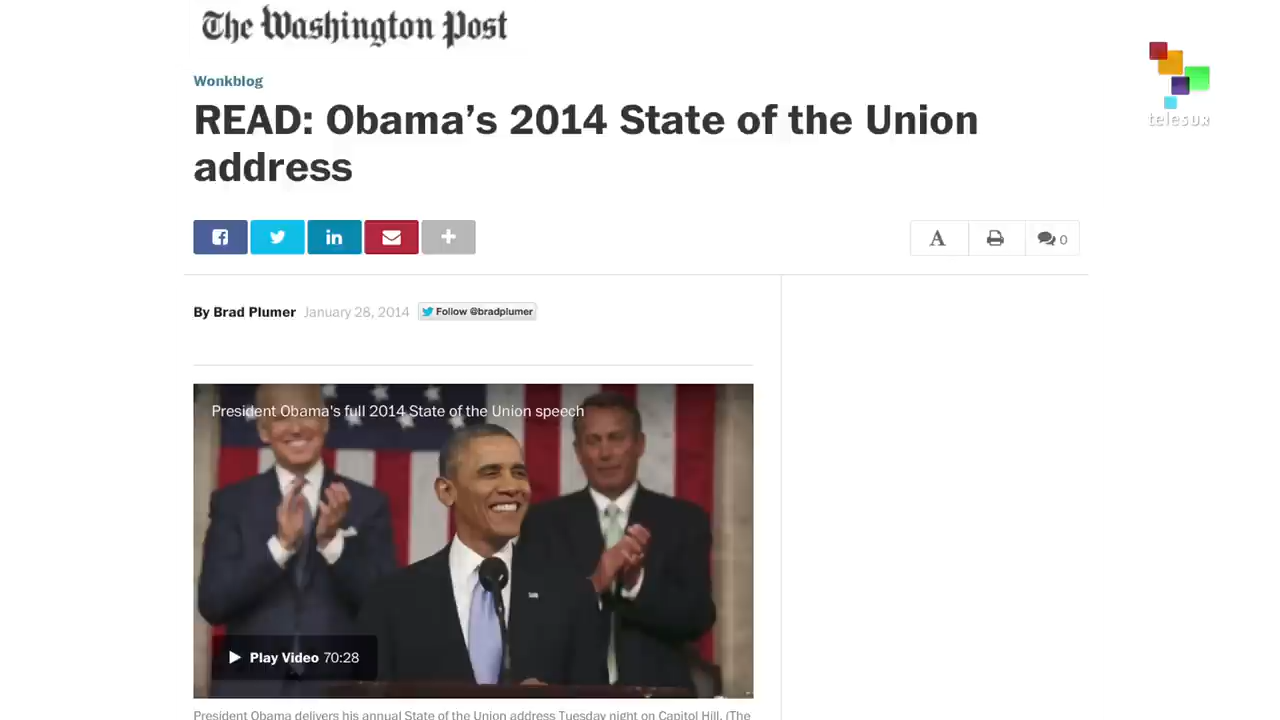 The Washington Post
teleSUR
Wonkblog
READ: Obama’s 2014 State of the Union
address
A
0
By Brad Plumer January 28, 2014 Follow @bradplumer
President Obama's full 2014 State of the Union speech
Play Video 70:28
President Obama delivers his annual State of the Union address Tuesday night on Capitol Hill. (The